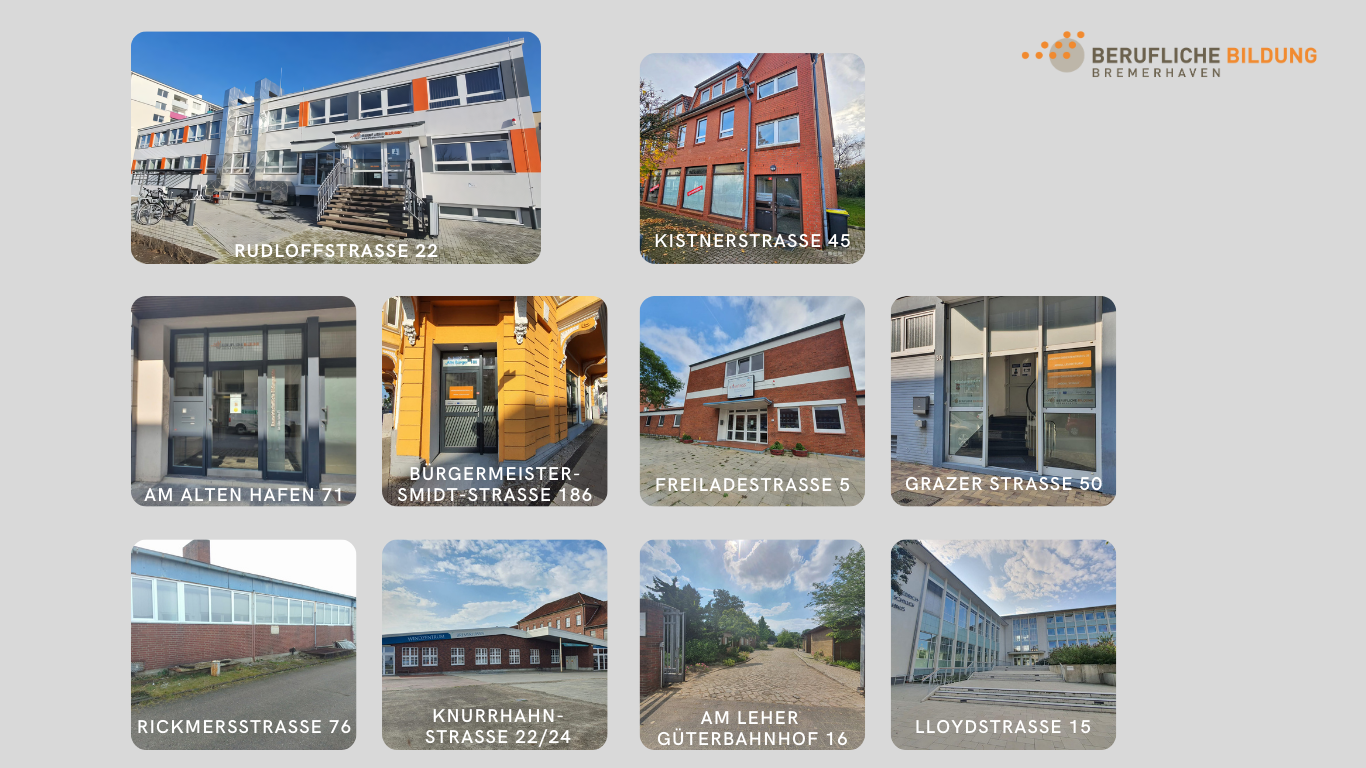 BERUFLICHE BILDUNG
BREMERHAVEN
RUDLOFFSTRASSE 22
KISTNERSTRASSE 45
AM ALTEN HAFEN 71
BÜRGERMEISTER-
SMIDT-STRASSE 186
FREILADESTRASSE 5
GRAZER STRASSE 50
BERUFLICHE
RICKMERSSTRASSE 76
KNURRHAHN-
STRASSE 22/24
AM LEHER
GÜTERBAHNHOF 16
LLOYDSTRASSE 15